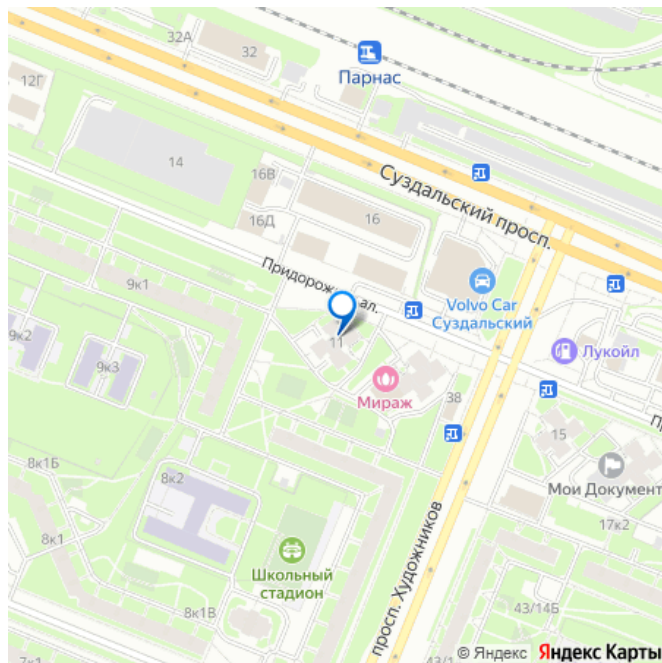 32А
32
Парнас
12Г
14
16В
Суздальский просп.
16Д
16
Придорожн
ал.
9к1
Volvo Car
Суздальский
9к2
11
Лукойл
9к3
Мираж
38
15
8к1Б
8к2
Мои Документ
17к2
8к1
Школьный
стадион
просп. Художников
8к1В
43/14Б
7к1
43/1
© Яндекс Яндекс Карты